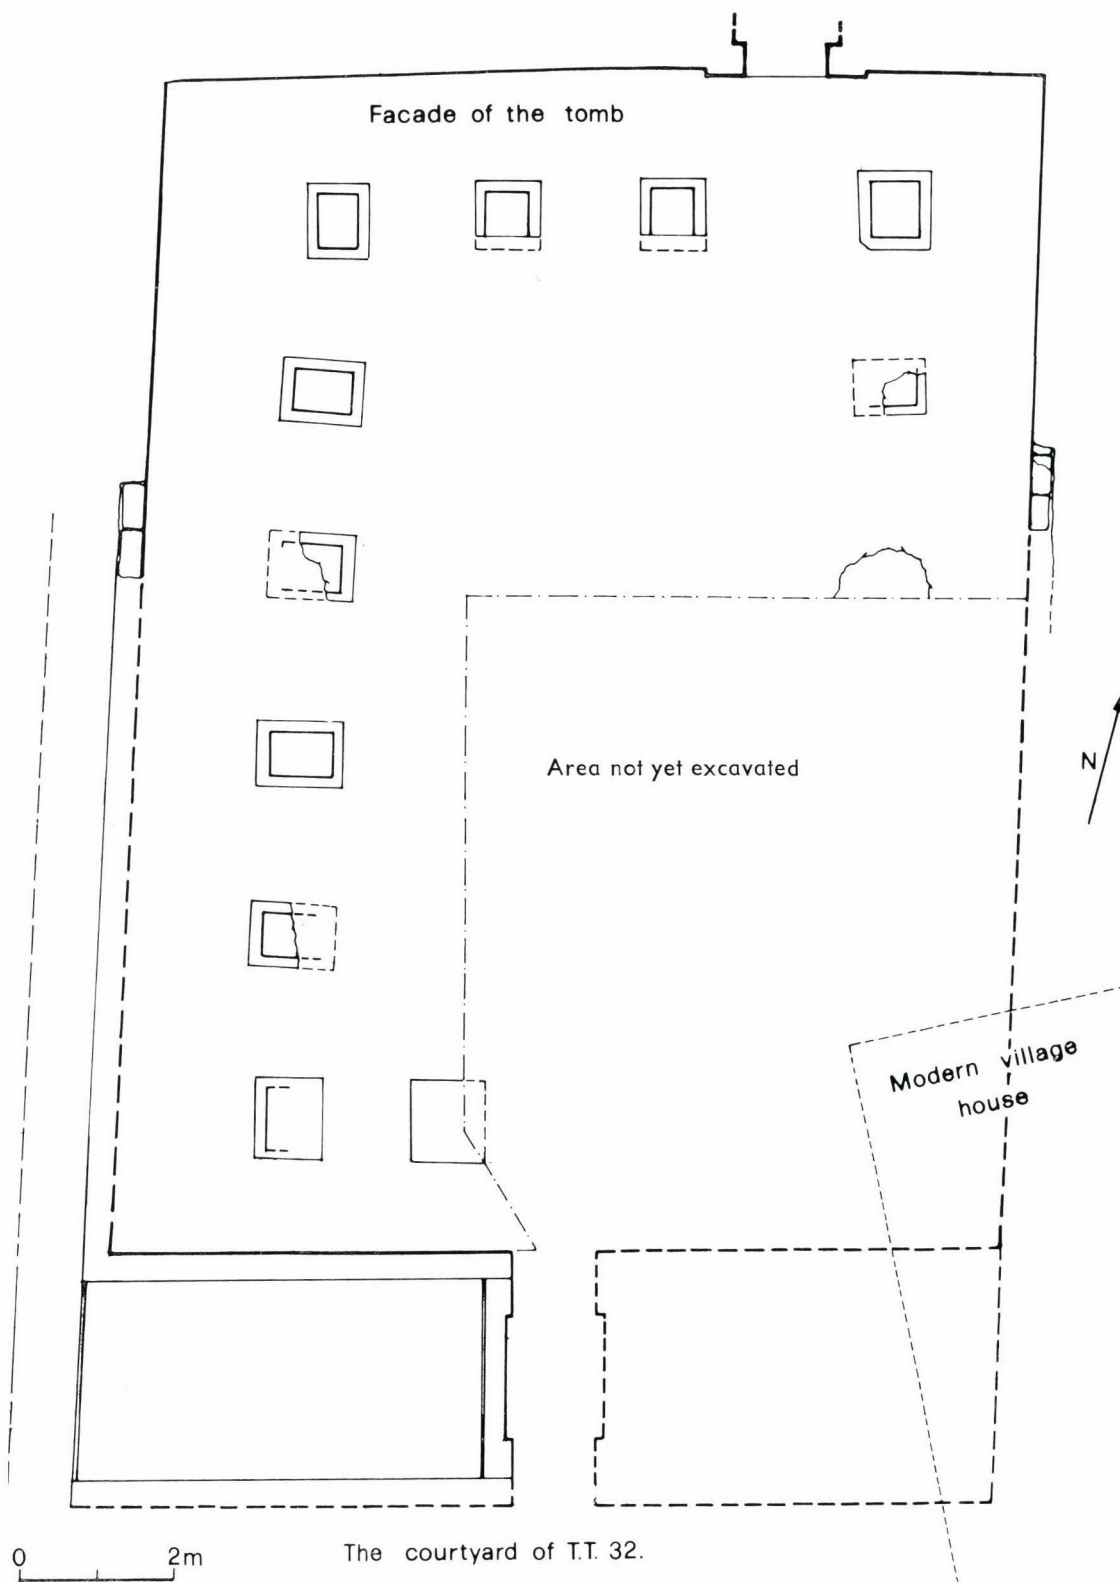 Facade of the tomb
Area not yet excavated
N
Modern village
house
0 2m
The courtyard of T.T. 32.